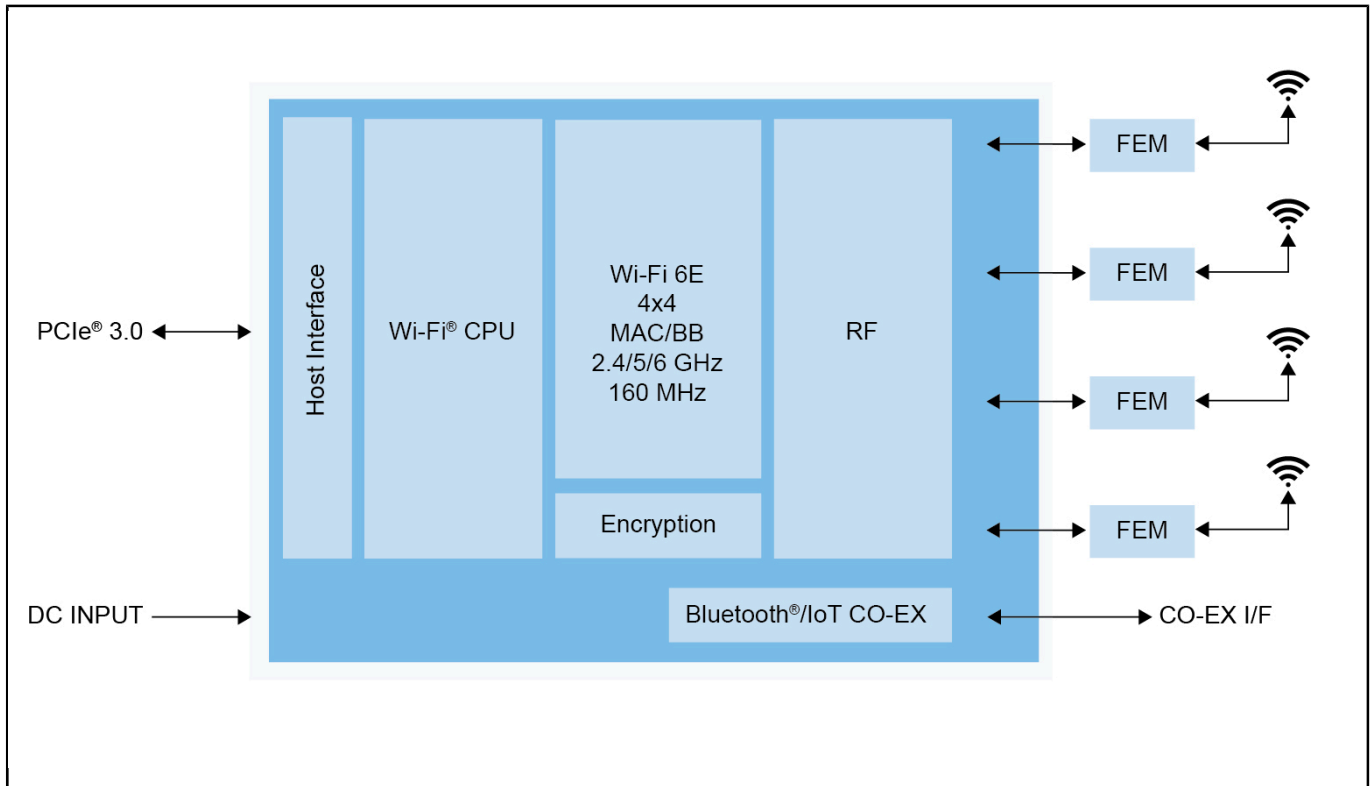 PCIe® 3.0
DC INPUT
Host Interface
Wi-Fi® CPU
Wi-Fi 6E
4x4
MAC/BB
2.4/5/6 GHz
160 MHz
Encryption
RF
Bluetooth®/IoT CO-EX
FEM
FEM
FEM
FEM
CO-EX I/F